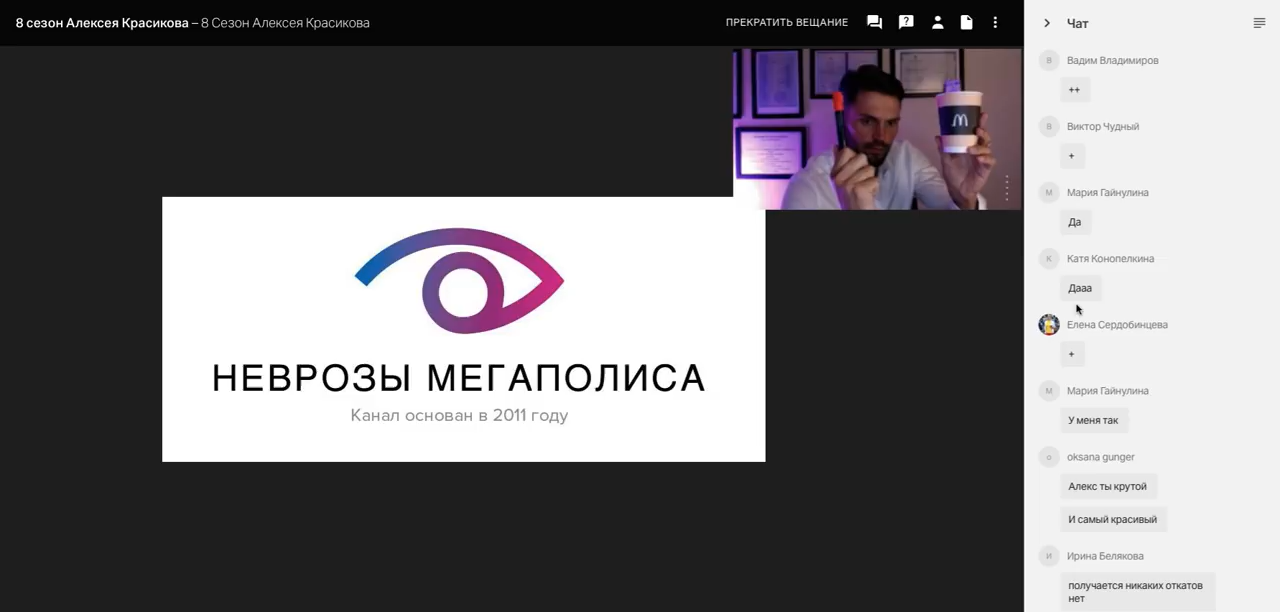 8 сезон Алексея Красикова – 8 Сезон Алексея Красикова
ПРЕКРАТИТЬ ВЕЩАНИЕ
НЕВРОЗЫ МЕГАПОЛИСА
Канал основан в 2011 году
Чат
В Вадим Владимиров
++
В Виктор Чудный
+
М Мария Гайнулина
Да
К Катя Конопелкина
Дааа
Елена Сердобинцева
+
М Мария Гайнулина
У меня так
o oksana gunger
Алекс ты крутой
И самый красивый
И Ирина Белякова
получается никаких откатов
нет